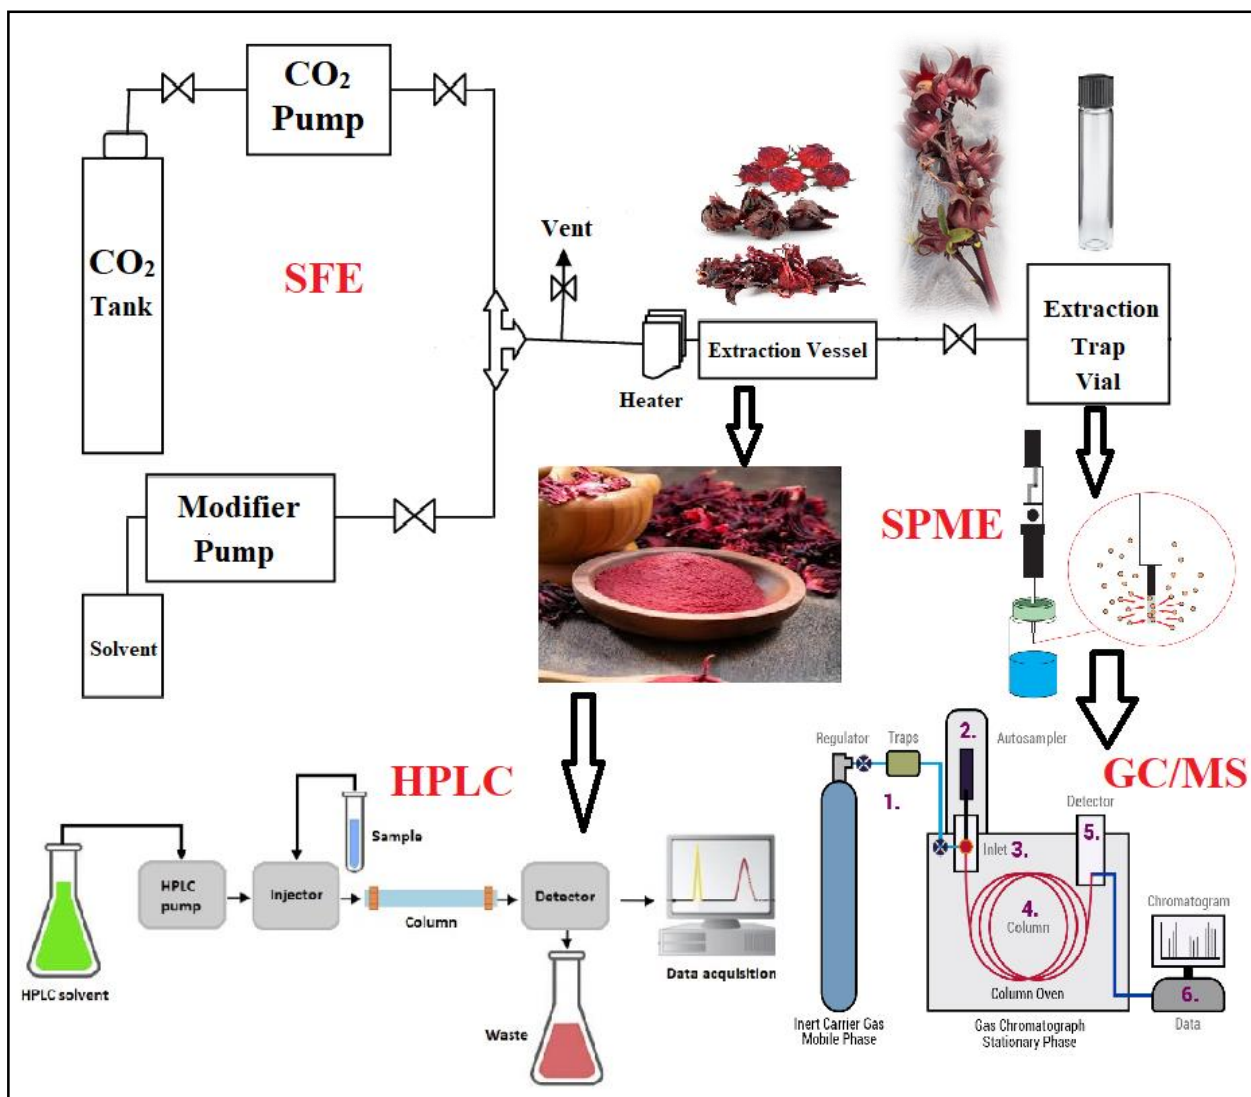 CO₂
Pump
CO₂
Tank
SFE
Vent
Heater
Extraction Vessel
Extraction
Trap
Vial
Modifier
Pump
Solvent
SPME
HPLC
GC/MS
HPLC solvent
HPLC
pump
Injector
Sample
Column
Detector
Waste
Data acquisition
Regulator
Traps
1.
2.
Autosampler
Inlet 3.
4.
Column
Column Oven
Detector
5.
Chromatogram
6.
Data
Inert Carrier Gas
Mobile Phase
Gas Chromatograph
Stationary Phase